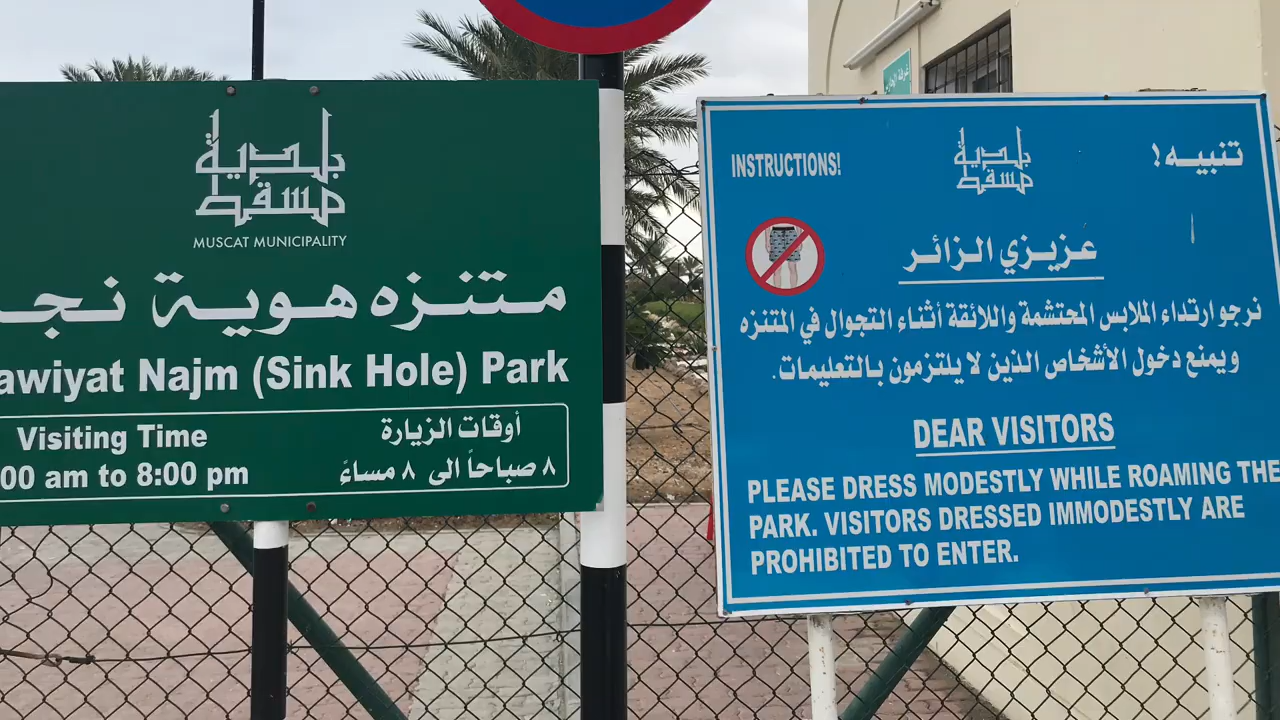 بلدية
مسقط
MUSCAT MUNICIPALITY
متنزه هوية
Najm (Sink Hole) Park
Visiting Time
أوقات الزيارة
00 am to 8:00 pm
٨ صباحاً الى ٨ مساءً
INSTRUCTIONS!
بلدية
مسقط
تنبيه!
عزيزي الزائر
نرجو ارتداء الملابس المحتشمة واللائقة أثناء التجوال في المتنزه
ويمنع دخول الأشخاص الذين لا يلتزمون بالتعليمات.
DEAR VISITORS
PLEASE DRESS MODESTLY WHILE ROAMING THE
PARK. VISITORS DRESSED IMMODESTLY ARE
PROHIBITED TO ENTER.